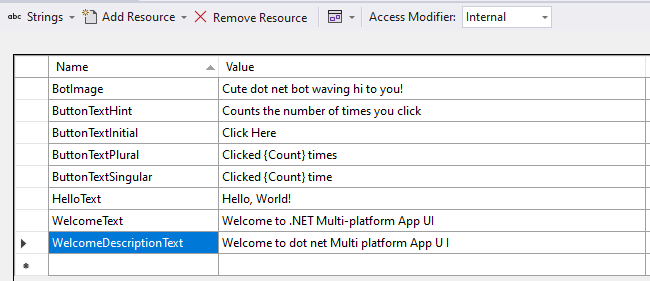 abc Strings Add Resource Remove Resource Access Modifier: Internal
Name Value
BotImage Cute dot net bot waving hi to you!
ButtonTextHint Counts the number of times you click
ButtonTextInitial Click Here
ButtonTextPlural Clicked {Count} times
ButtonTextSingular Clicked {Count} time
HelloText Hello, World!
WelcomeText Welcome to .NET Multi-platform App UI
WelcomeDescriptionText Welcome to dot net Multi platform App U I